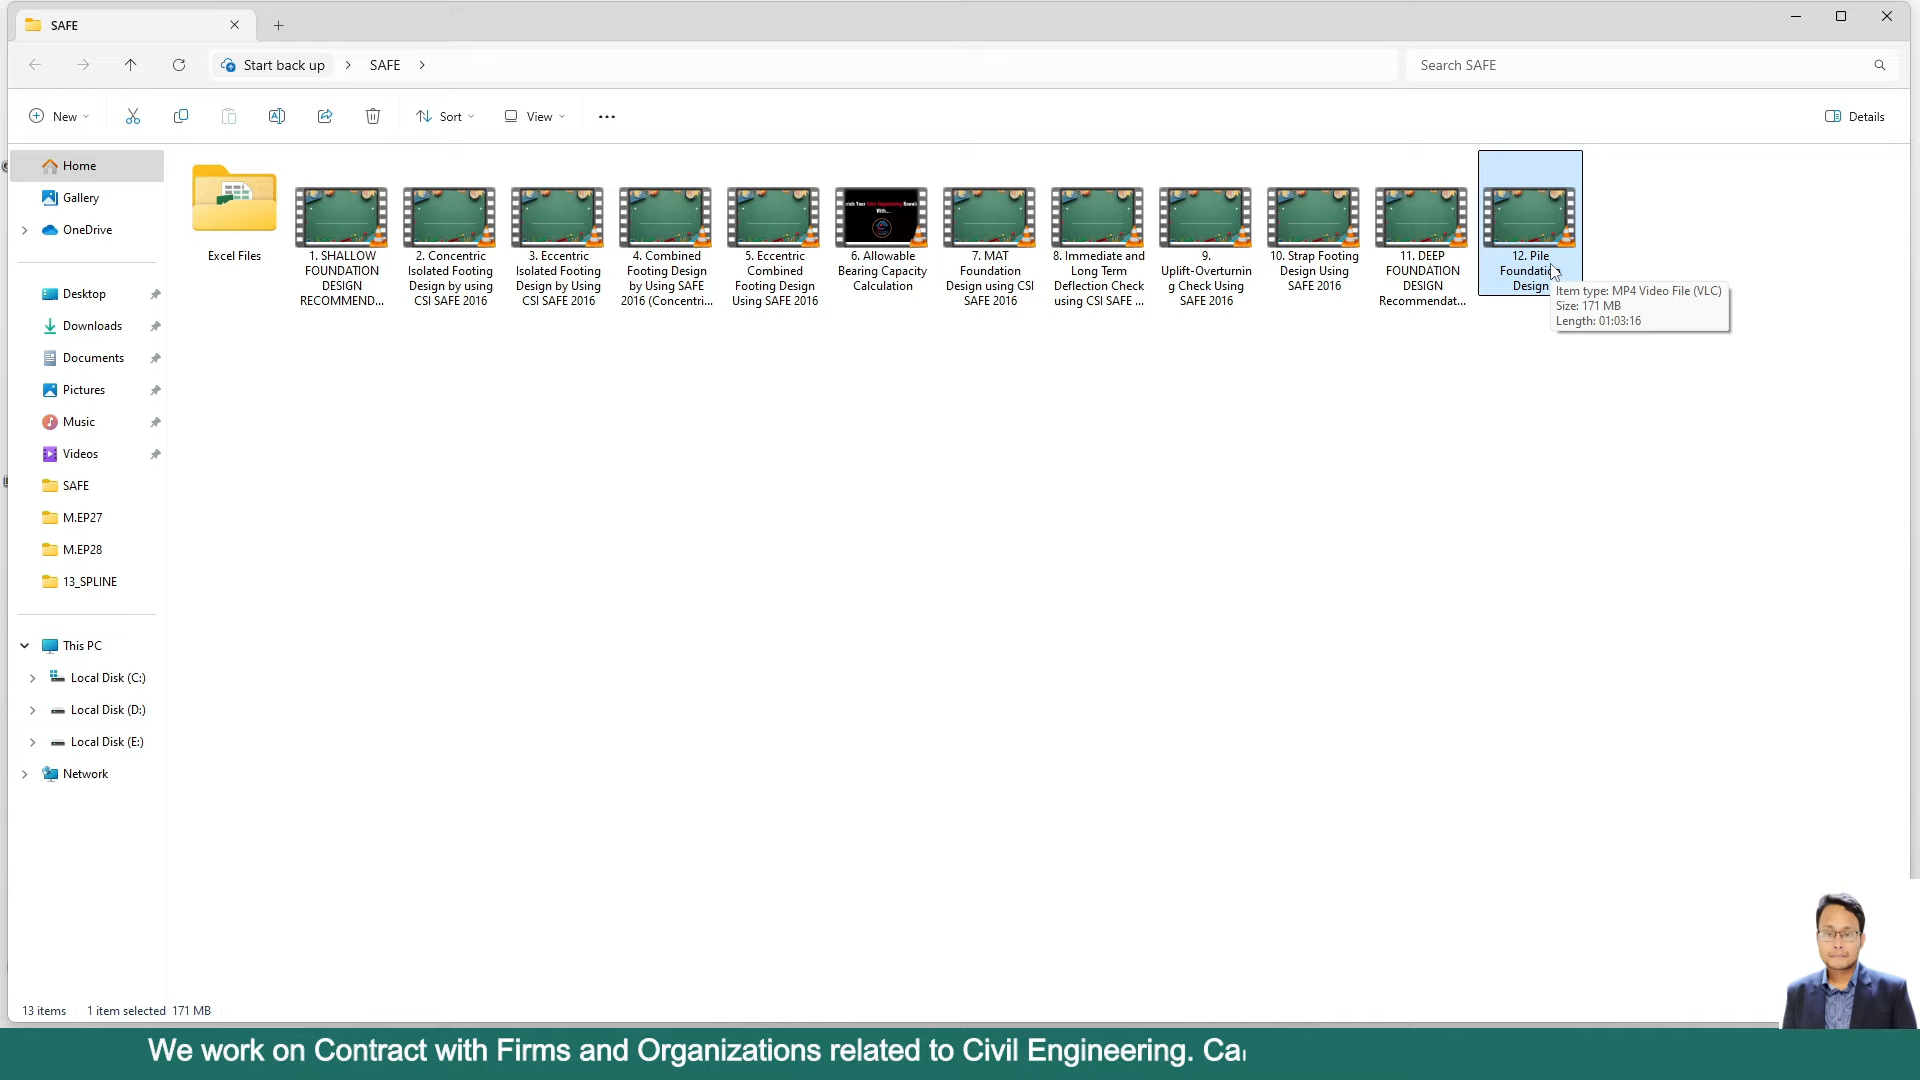 SAFE
Start back up
SAFE
Search SAFE
New
Sort
View
Details
Home
Gallery
OneDrive
Desktop
Downloads
Documents
Pictures
Music
Videos
SAFE
M.EP27
M.EP28
13_SPLINE
This PC
Local Disk (C:)
Local Disk (D:)
Local Disk (E:)
Network
Excel Files
1. SHALLOW
FOUNDATION
DESIGN
RECOMMEND...
2. Concentric
Isolated Footing
Design by using
CSI SAFE 2016
3. Eccentric
Isolated Footing
Design by Using
CSI SAFE 2016
4. Combined
Footing Design
by Using SAFE
2016 (Concentri...
5. Eccentric
Combined
Footing Design
Using SAFE 2016
6. Allowable
Bearing Capacity
Calculation
7. MAT
Foundation
Design using CSI
SAFE 2016
8. Immediate and
Long Term
Deflection Check
using CSI SAFE ...
9.
Uplift-Overturnin
g Check Using
SAFE 2016
10. Strap Footing
Design Using
SAFE 2016
11. DEEP
FOUNDATION
DESIGN
Recommendat...
12. Pile
Foundation
Design
Item type: MP4 Video File (VLC)
Size: 171 MB
Length: 01:03:16
13 items
1 item selected 171 MB
We work on Contract with Firms and Organizations related to Civil Engineering.